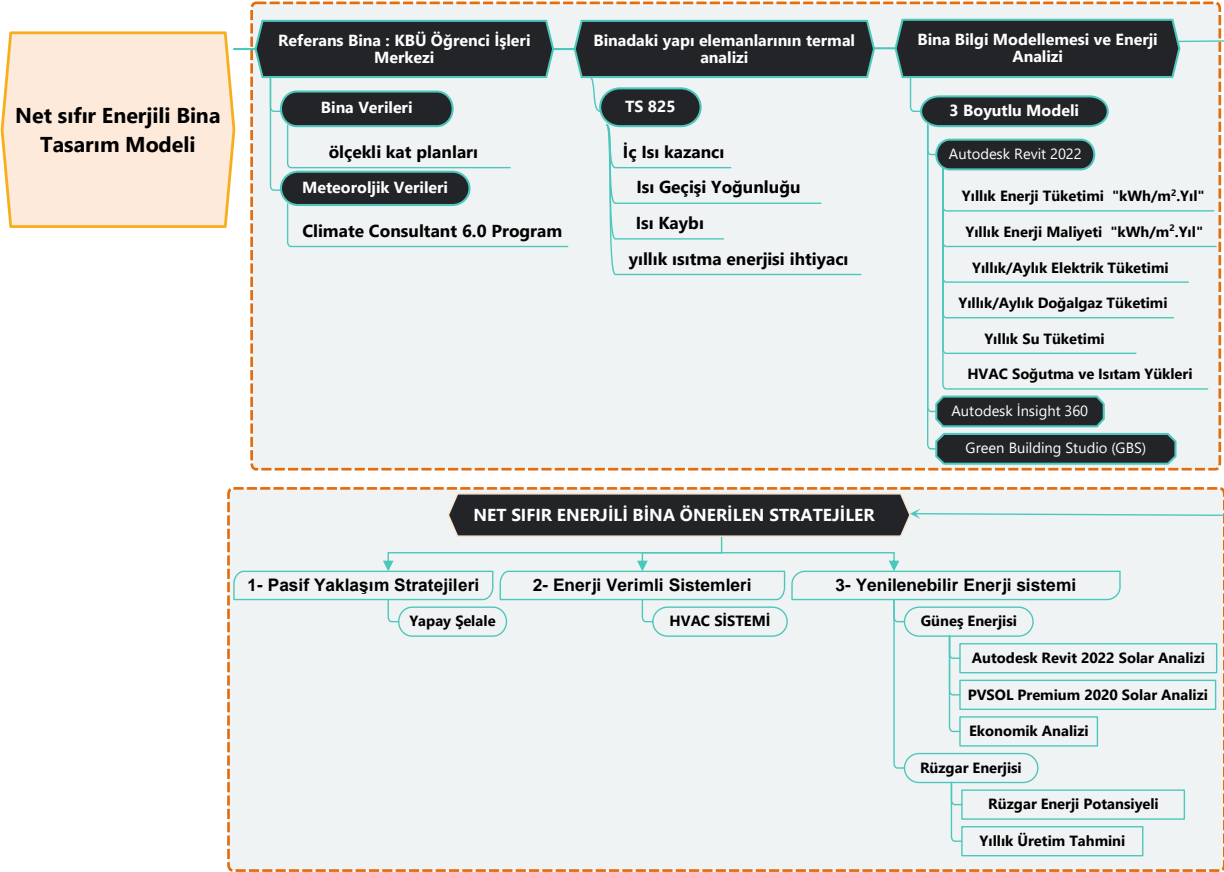 Net sıfır Enerjili Bina
Tasarım Modeli
Referans Bina : KBÜ Öğrenci İşleri
Merkezi
Bina Verileri
ölçekli kat planları
Meteoroljik Verileri
Climate Consultant 6.0 Program
Binadaki yapı elemanlarının termal
analizi
TS 825
İç Isı kazancı
Isı Geçişi Yoğunluğu
Isı Kaybı
yıllık ısıtma enerjisi ihtiyacı
Bina Bilgi Modellemesi ve Enerji
Analizi
3 Boyutlu Modeli
Autodesk Revit 2022
Yıllık Enerji Tüketimi "kWh/m².Yıl"
Yıllık Enerji Maliyeti "kWh/m².Yıl"
Yıllık/Aylık Elektrik Tüketimi
Yıllık/Aylık Doğalgaz Tüketimi
Yıllık Su Tüketimi
HVAC Soğutma ve Isıtam Yükleri
Autodesk İnsight 360
Green Building Studio (GBS)
NET SIFIR ENERJİLİ BİNA ÖNERİLEN STRATEJİLER
1- Pasif Yaklaşım Stratejileri
Yapay Şelale
2- Enerji Verimli Sistemleri
HVAC SİSTEMİ
3- Yenilenebilir Enerji sistemi
Güneş Enerjisi
Autodesk Revit 2022 Solar Analizi
PVSOL Premium 2020 Solar Analizi
Ekonomik Analizi
Rüzgar Enerjisi
Rüzgar Enerji Potansiyeli
Yıllık Üretim Tahmini